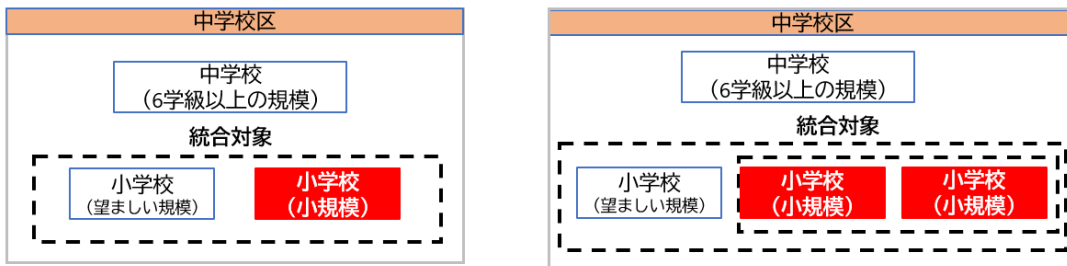 中学校区
中学校
（6学級以上の規模）
統合対象
小学校
（望ましい規模）
小学校
（小規模）
中学校区
中学校
（6学級以上の規模）
統合対象
小学校
（望ましい規模）
小学校
（小規模）
小学校
（小規模）